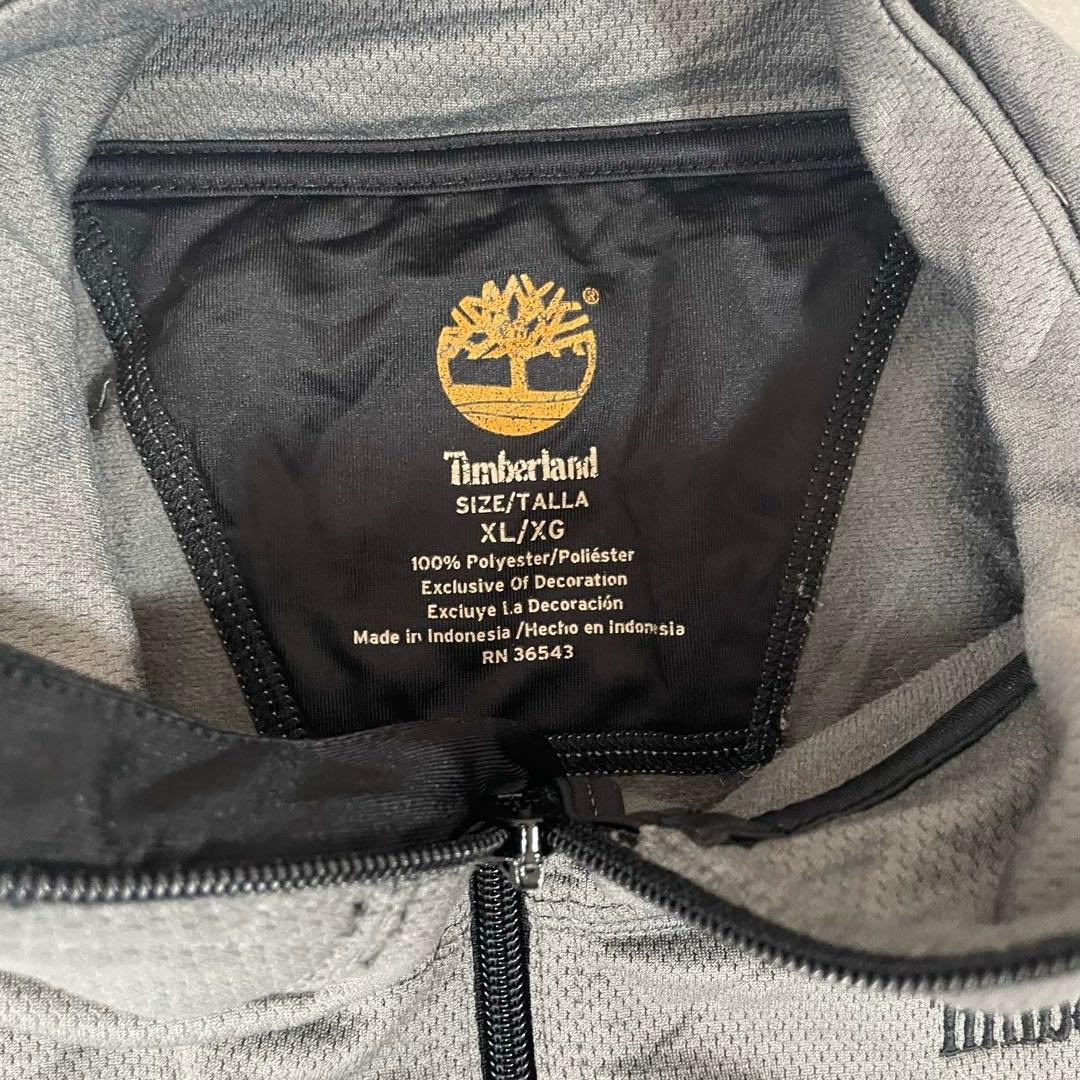 ®
Timberland
SIZE/TALLA
XL/XG
100% Polyester/Poliéster
Exclusive Of Decoration
Excluye La Decoración
Made in Indonesia /Hecho en Indonesia
RN 36543